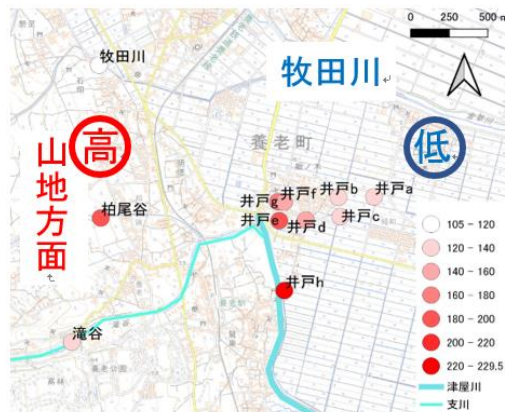 0 250 500 m
牧田川
牧田川
高
低
養老町
山地方面
柏尾谷
井戸g
井戸f
井戸b
井戸a
井戸e
井戸d
井戸c
井戸h
滝谷
105 - 120
120 - 140
140 - 160
160 - 180
180 - 200
200 - 220
220 - 229.5
津屋川
支川